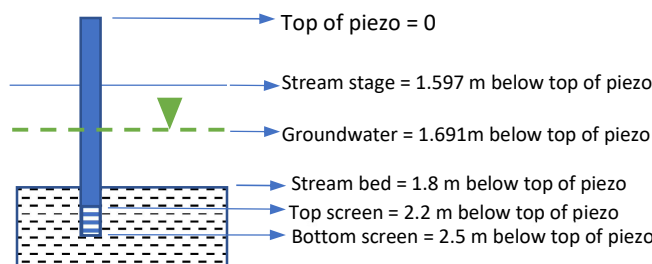 Top of piezo = 0
Stream stage = 1.597 m below top of piezo
Groundwater = 1.691m below top of piezo
Stream bed = 1.8 m below top of piezo
Top screen = 2.2 m below top of piezo
Bottom screen = 2.5 m below top of piezo